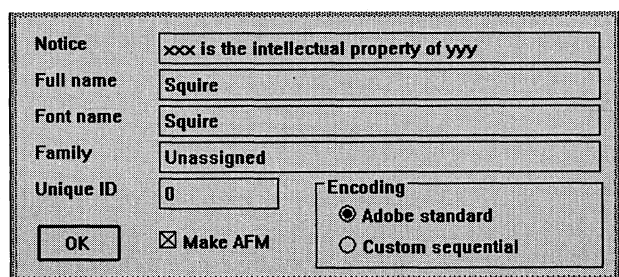 Notice xxx is the intellectual property of yyy
Full name Squire
Font name Squire
Family Unassigned
Unique ID 0
Encoding
Adobe standard
OK Make AFM
Custom sequential